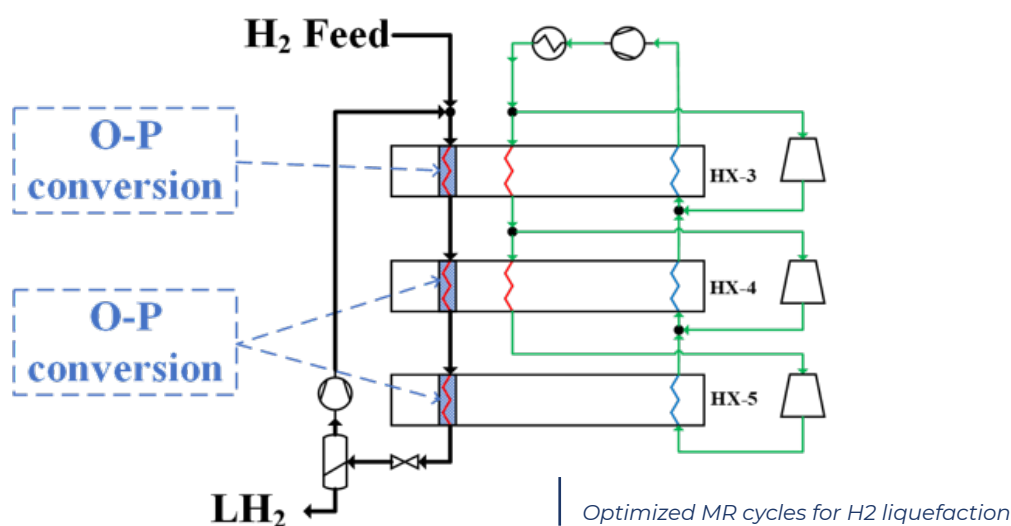 H₂ Feed
O-P
conversion
HX-3
HX-4
O-P
conversion
HX-5
LH₂
Optimized MR cycles for H2 liquefaction